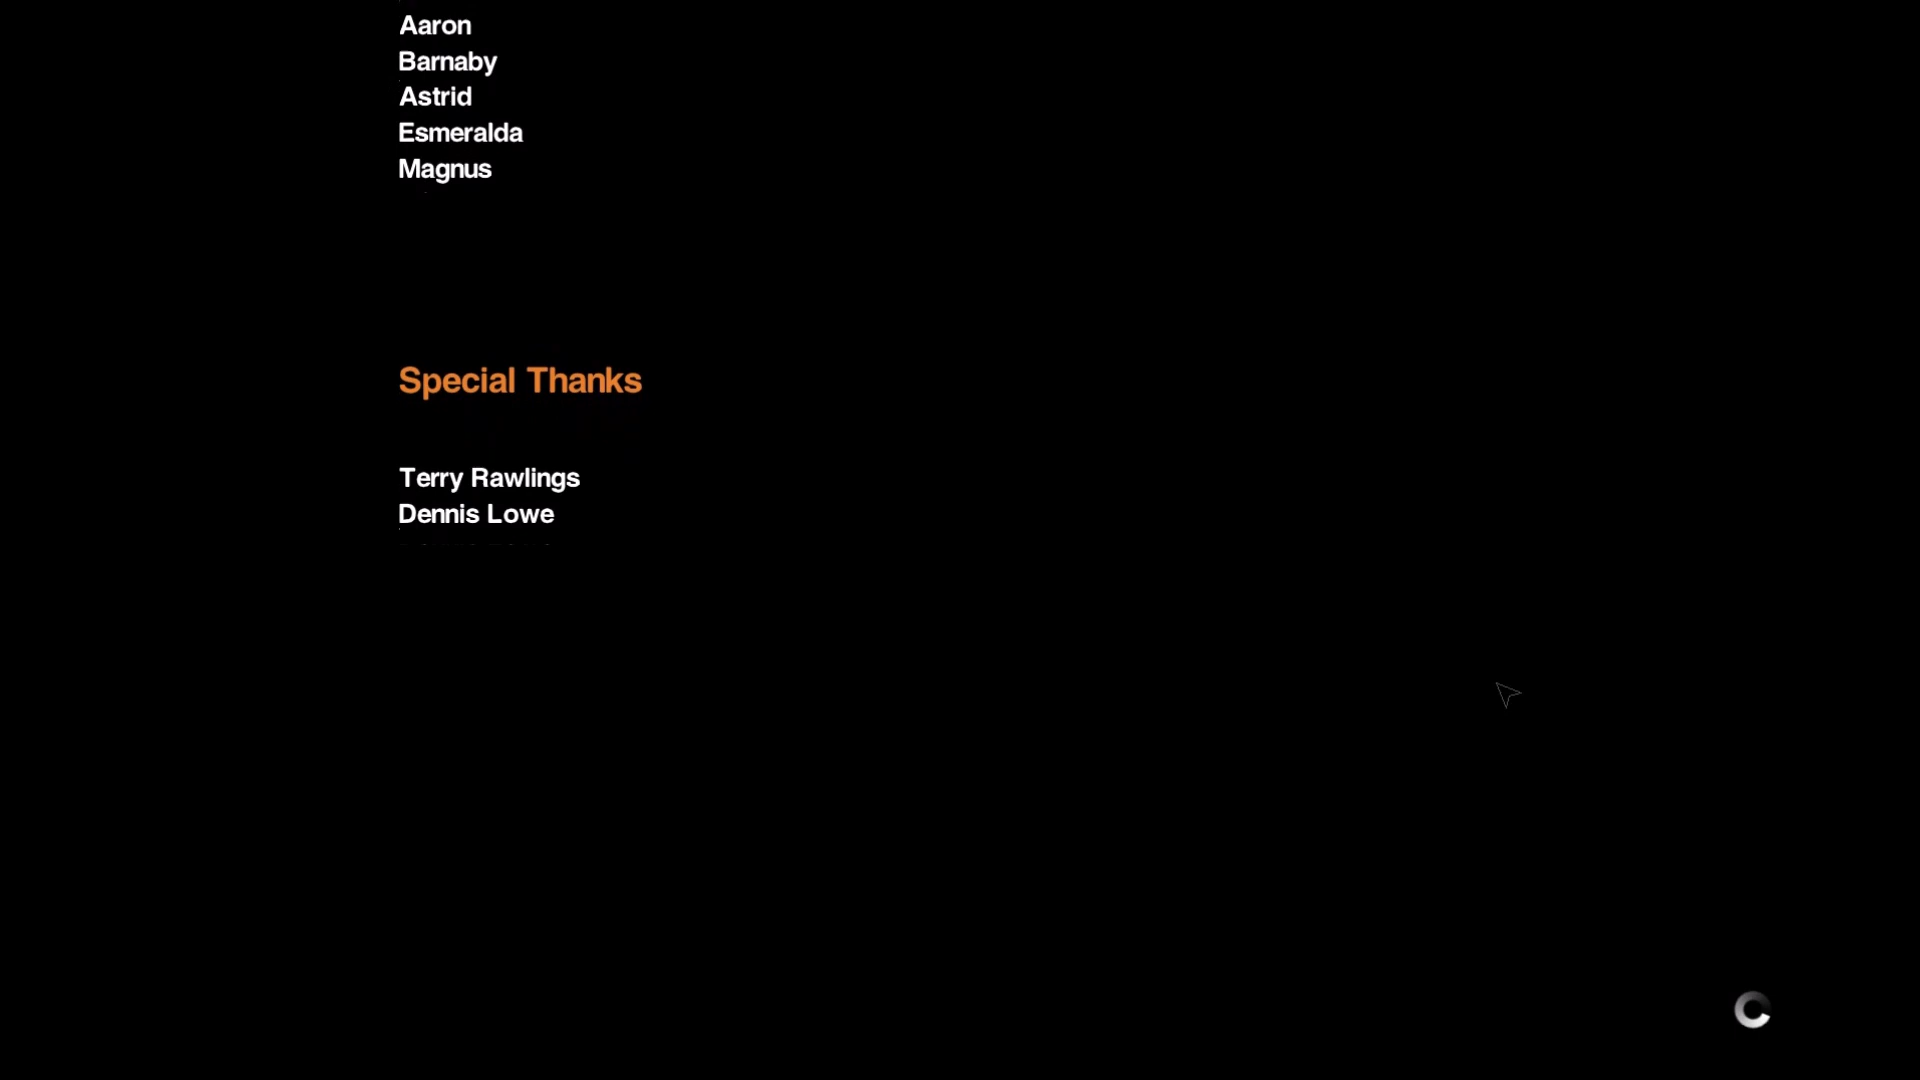 Aaron
Barnaby
Astrid
Esmeralda
Magnus
Special Thanks
Terry Rawlings
Dennis Lowe